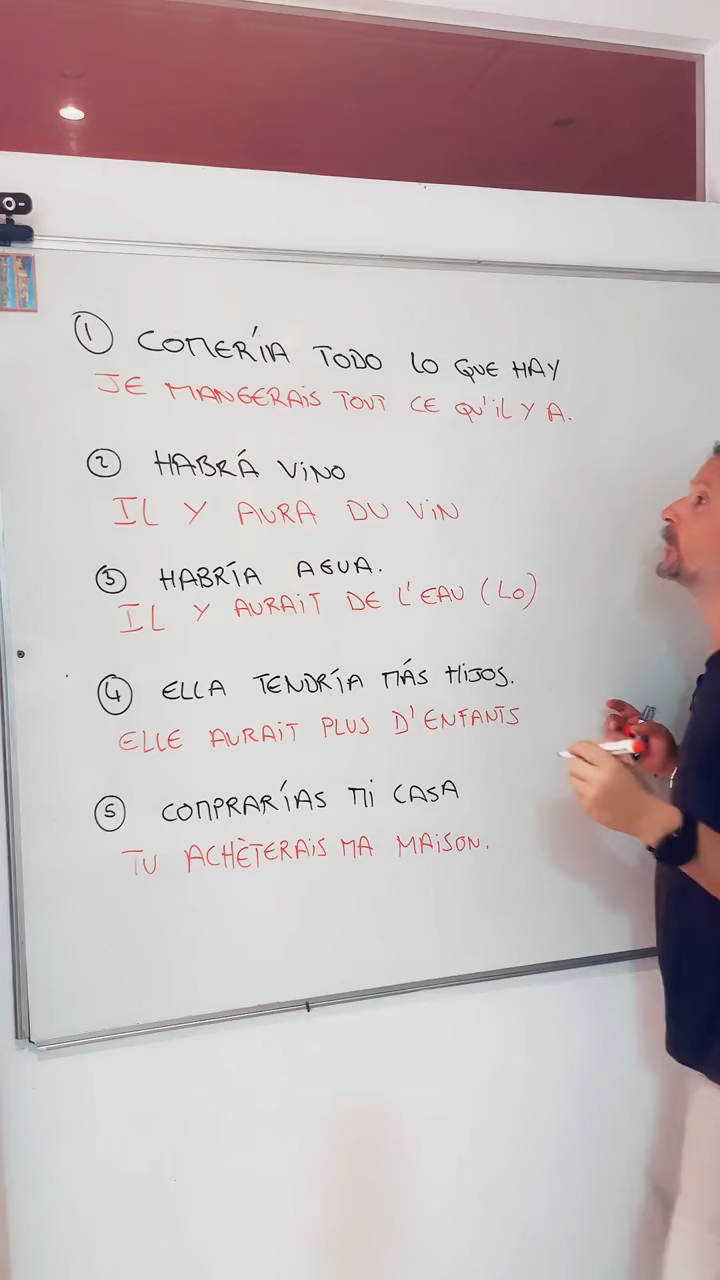 ① COMERÍA TODO LO QUE HAY
JE MANGERAIS TOUT CE QU'IL Y A.
② HABRÁ VINO
IL Y AURA DU VIN
③ HABRÍA AGUA.
IL Y AURAIT DE L'EAU (LO)
④ ELLA TENDRÍA MÁS HIJOS.
ELLE AURAIT PLUS D'ENFANTS
⑤ COMPRARÍAS MI CASA
TU ACHÈTERAIS MA MAISON.